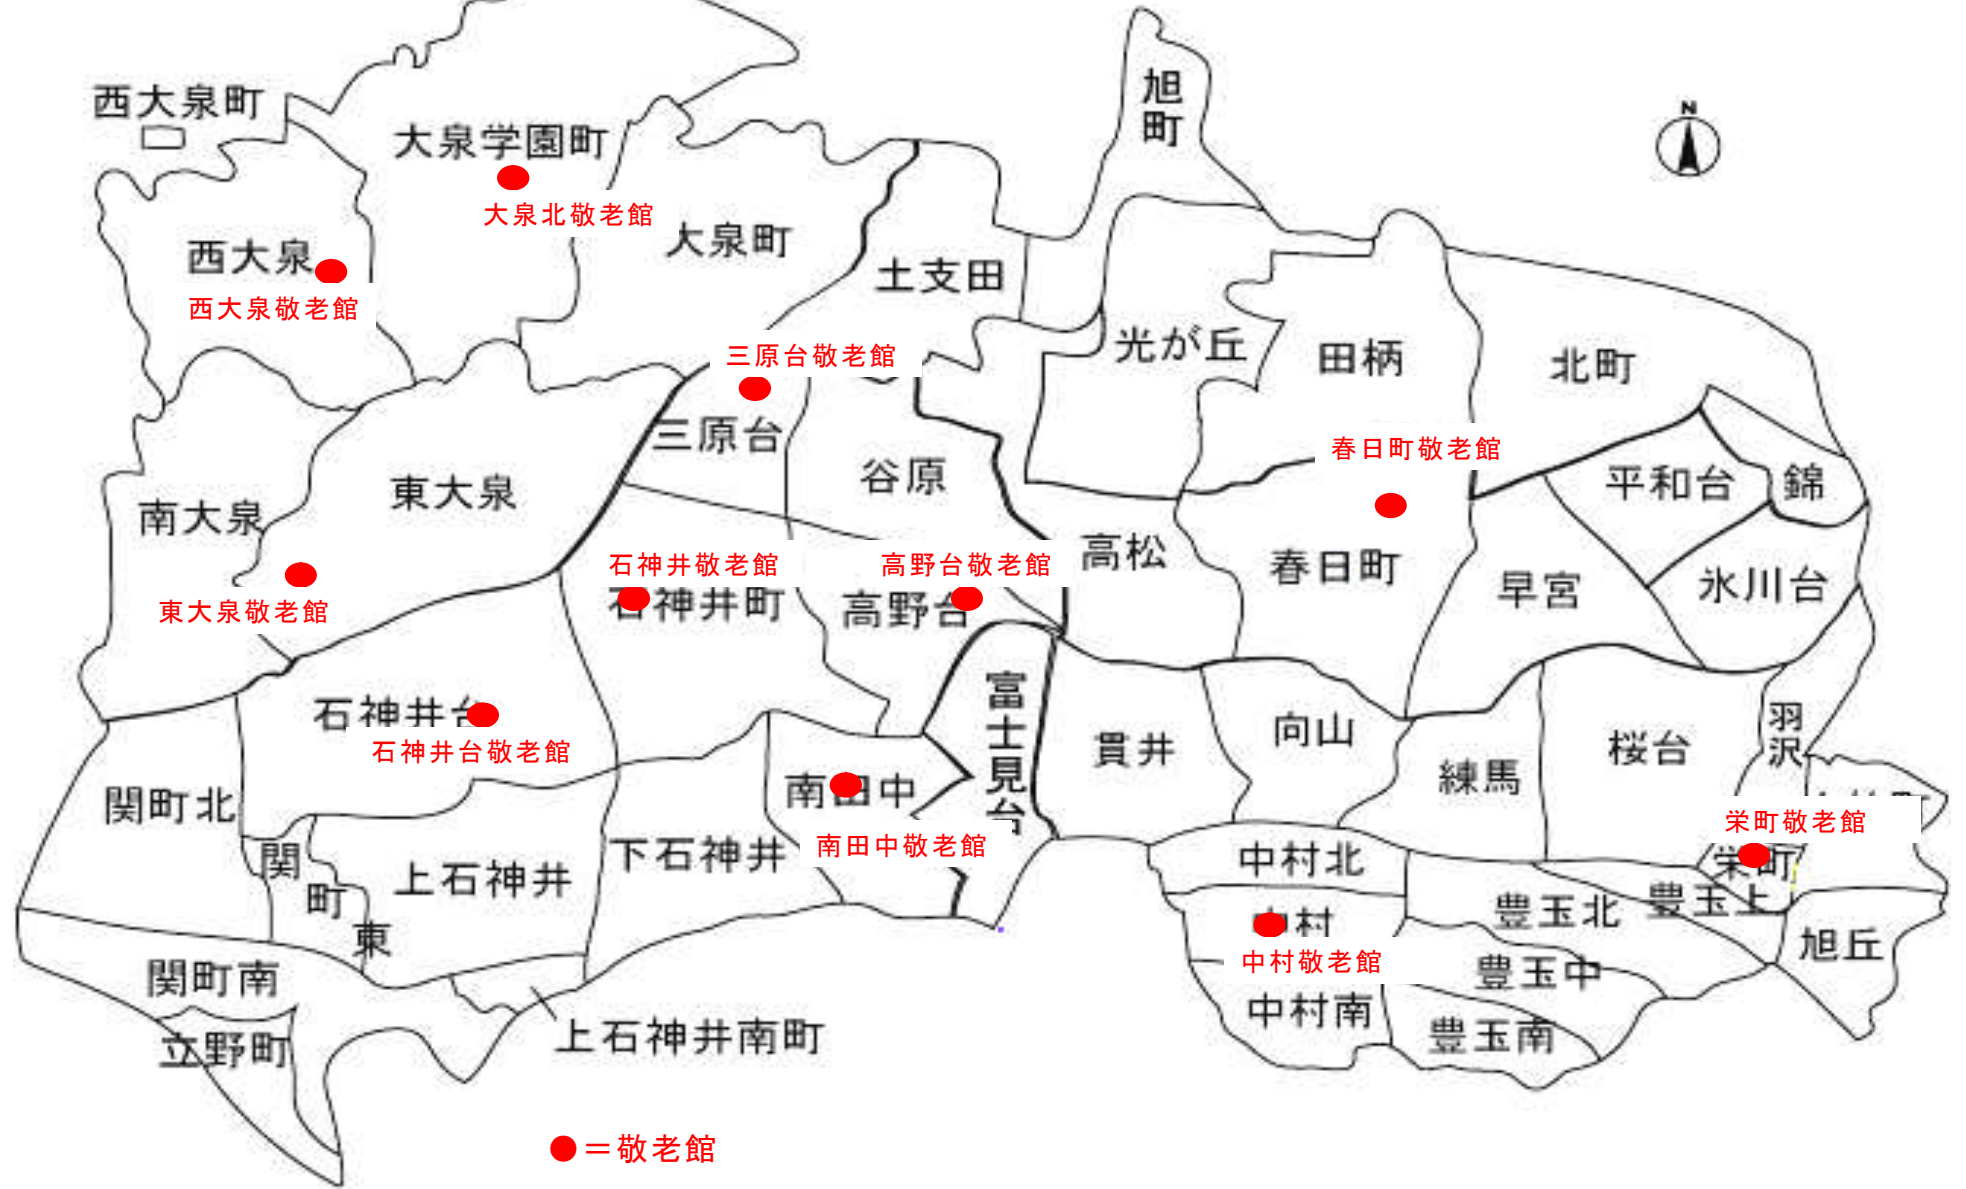 旭町
N
西大泉町
大泉学園町
大泉北敬老館
大泉町
西大泉
西大泉敬老館
土支田
光が丘
田柄
北町
三原台敬老館
三原台
谷原
春日町敬老館
平和台
錦
南大泉
東大泉
東大泉敬老館
石神井敬老館
石神井町
高野台敬老館
高野台
高松
春日町
早宮
氷川台
石神井台
石神井台敬老館
富士見台
貫井
向山
練馬
桜台
羽沢
関町北
南田中
南田中敬老館
栄町敬老館
栄町
関町東
上石神井
下石神井
中村北
中村
中村敬老館
豊玉北
豊玉上
旭丘
関町南
豊玉中
立野町
上石神井南町
中村南
豊玉南
●＝敬老館